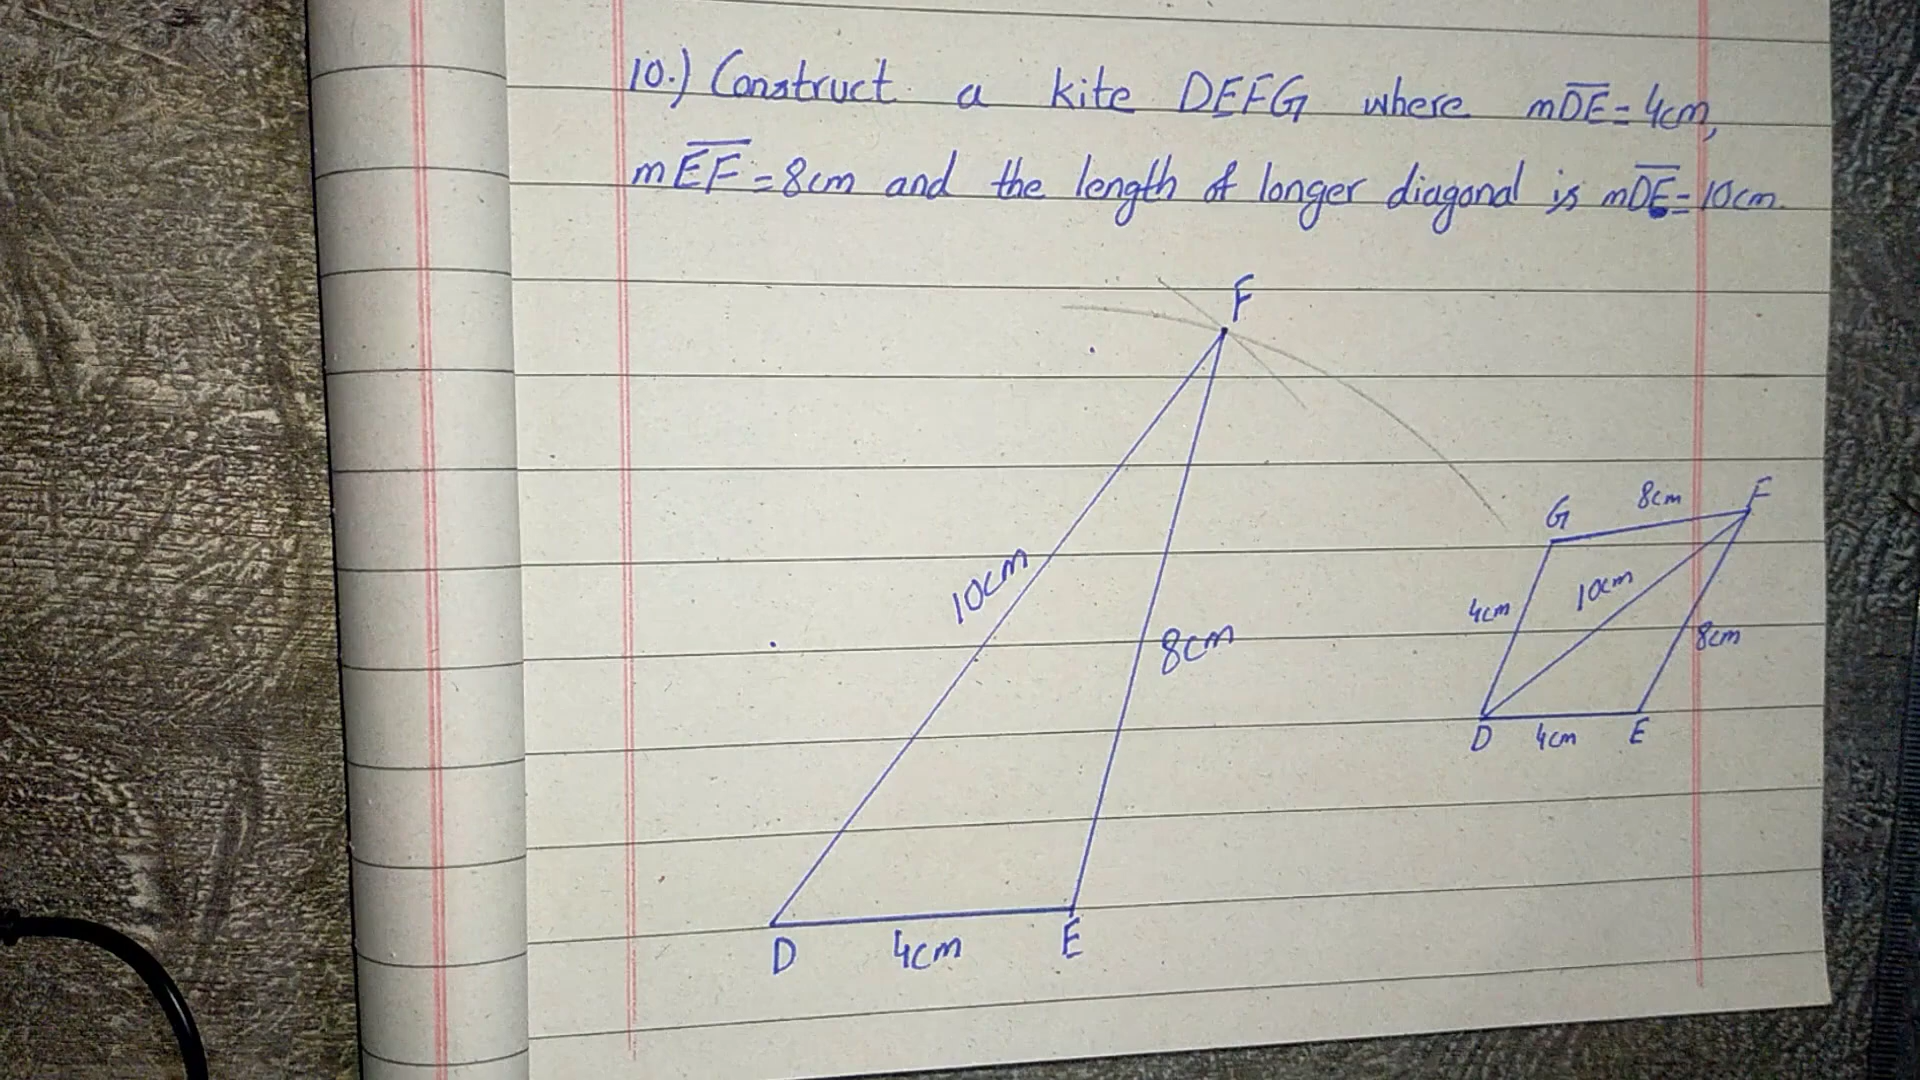 10.) Construct a kite DEFG where mDE = 4cm,
mEF = 8cm and the length of longer diagonal is mDE = 10cm.
F
8cm
F
G
10cm
4cm
10cm
8cm
8cm
D
4cm
E
D
4cm
E